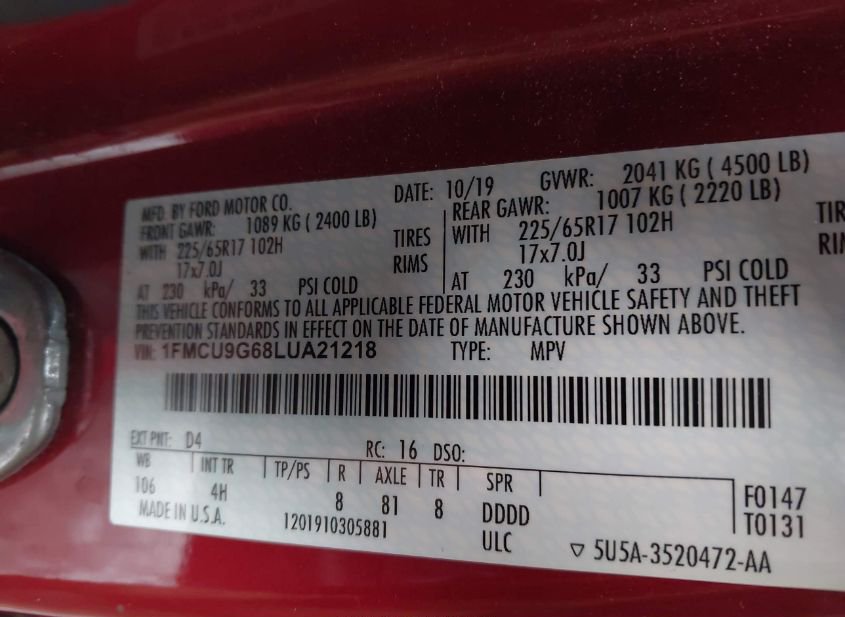 MFD. BY FORD MOTOR CO. DATE: 10/19 GVWR: 2041 KG ( 4500 LB)
FRONT GAWR: 1089 KG ( 2400 LB) REAR GAWR: 1007 KG ( 2220 LB)
WITH 225/65R17 102H TIRES WITH 225/65R17 102H TIR
17x7.0J RIMS 17x7.0J RI
AT 230 kPa/ 33 PSI COLD AT 230 kPa/ 33 PSI COLD
THIS VEHICLE CONFORMS TO ALL APPLICABLE FEDERAL MOTOR VEHICLE SAFETY AND THEFT
PREVENTION STANDARDS IN EFFECT ON THE DATE OF MANUFACTURE SHOWN ABOVE.
VIN: 1FMCU9G68LUA21218 TYPE: MPV
EXT PNT: D4 RC: 16 DSO:
WB INT TR TP/PS R AXLE TR SPR
106 4H 8 81 8 DDDD F0147
MADE IN U.S.A. 1201910305881 ULC T0131
▽ 5U5A-3520472-AA